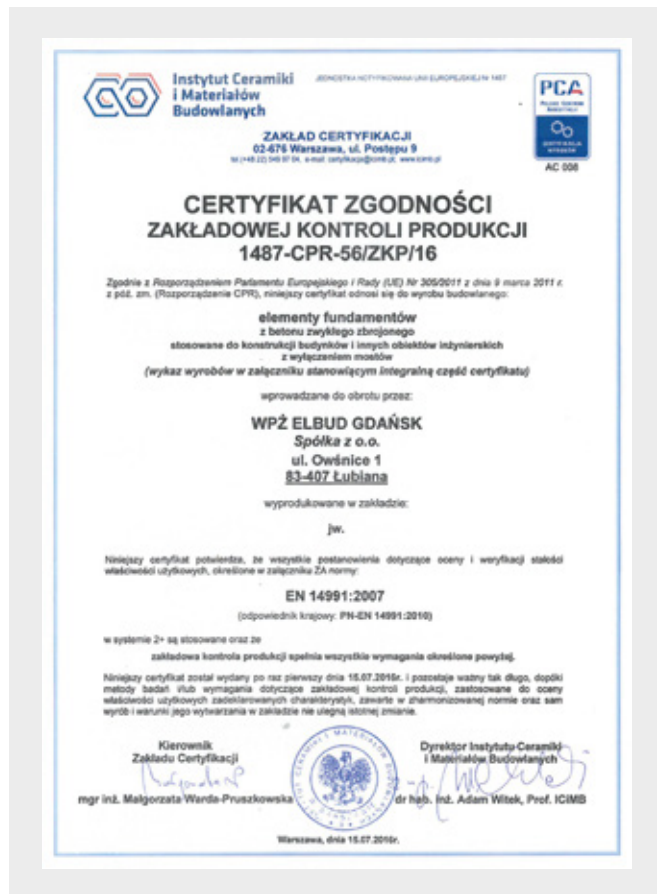 Instytut Ceramiki
i Materiałów
Budowlanych
JEDNOSTKA NOTYFIKOWANA UNII EUROPEJSKIEJ Nr 1487
PCA
POLSKIE CENTRUM
AKREDYTACJI
CERTYFIKACJA
WYROBÓW
AC 008
ZAKŁAD CERTYFIKACJI
02-676 Warszawa, ul. Postępu 9
CERTYFIKAT ZGODNOŚCI
ZAKŁADOWEJ KONTROLI PRODUKCJI
1487-CPR-56/ZKP/16
Zgodnie z Rozporządzeniem Parlamentu Europejskiego i Rady (UE) Nr 305/2011 z dnia 9 marca 2011 r.
z póź. zm. (Rozporządzenie CPR), niniejszy certyfikat odnosi się do wyrobu budowlanego:
elementy fundamentów
z betonu zwykłego zbrojonego
stosowane do konstrukcji budynków i innych obiektów inżynierskich
z wyłączeniem mostów
(wykaz wyrobów w załączniku stanowiącym integralną część certyfikatu)
wprowadzane do obrotu przez:
WPŻ ELBUD GDAŃSK
Spółka z o.o.
ul. Owśnice 1
83-407 Łubiana
wyprodukowane w zakładzie:
jw.
Niniejszy certyfikat potwierdza, że wszystkie postanowienia dotyczące oceny i weryfikacji stałości
właściwości użytkowych, określone w załączniku ZA normy:
EN 14991:2007
(odpowiednik krajowy: PN-EN 14991:2010)
w systemie 2+ są stosowane oraz że
zakładowa kontrola produkcji spełnia wszystkie wymagania określone powyżej.
Niniejszy certyfikat został wydany po raz pierwszy dnia 15.07.2016r. i pozostaje ważny tak długo, dopóki
metody badań i/lub wymagania dotyczące zakładowej kontroli produkcji, zastosowane do oceny
właściwości użytkowych zadeklarowanych charakterystyk, zawarte w zharmonizowanej normie oraz sam
wyrób i warunki jego wytwarzania w zakładzie nie ulegną istotnej zmianie.
Kierownik
Zakładu Certyfikacji
mgr inż. Małgorzata Warda-Pruszkowska
Dyrektor Instytutu Ceramiki
i Materiałów Budowlanych
dr hab. inż. Adam Witek, Prof. ICiMB
Warszawa, dnia 15.07.2016r.